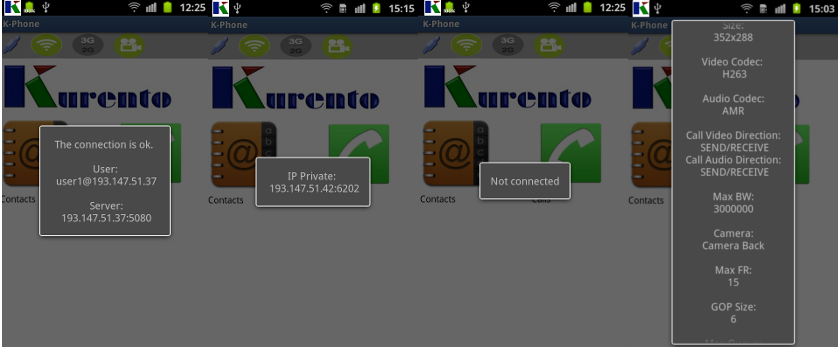 12:25
K-Phone
3G
2G
Kurento
The connection is ok.
User:
user1@193.147.51.37
Server:
193.147.51.37:5080
@
abc
Contacts
15:15
K-Phone
3G
2G
Kurento
IP Private:
193.147.51.42:6202
@
abc
Contacts
12:25
K-Phone
3G
2G
Kurento
Not connected
@
abc
Contacts
Calls
15:03
K-Phone
Size:
352x288
Video Codec:
H263
Audio Codec:
AMR
Call Video Direction:
SEND/RECEIVE
Call Audio Direction:
SEND/RECEIVE
Max BW:
3000000
Camera:
Camera Back
Max FR:
15
GOP Size:
6
Contacts